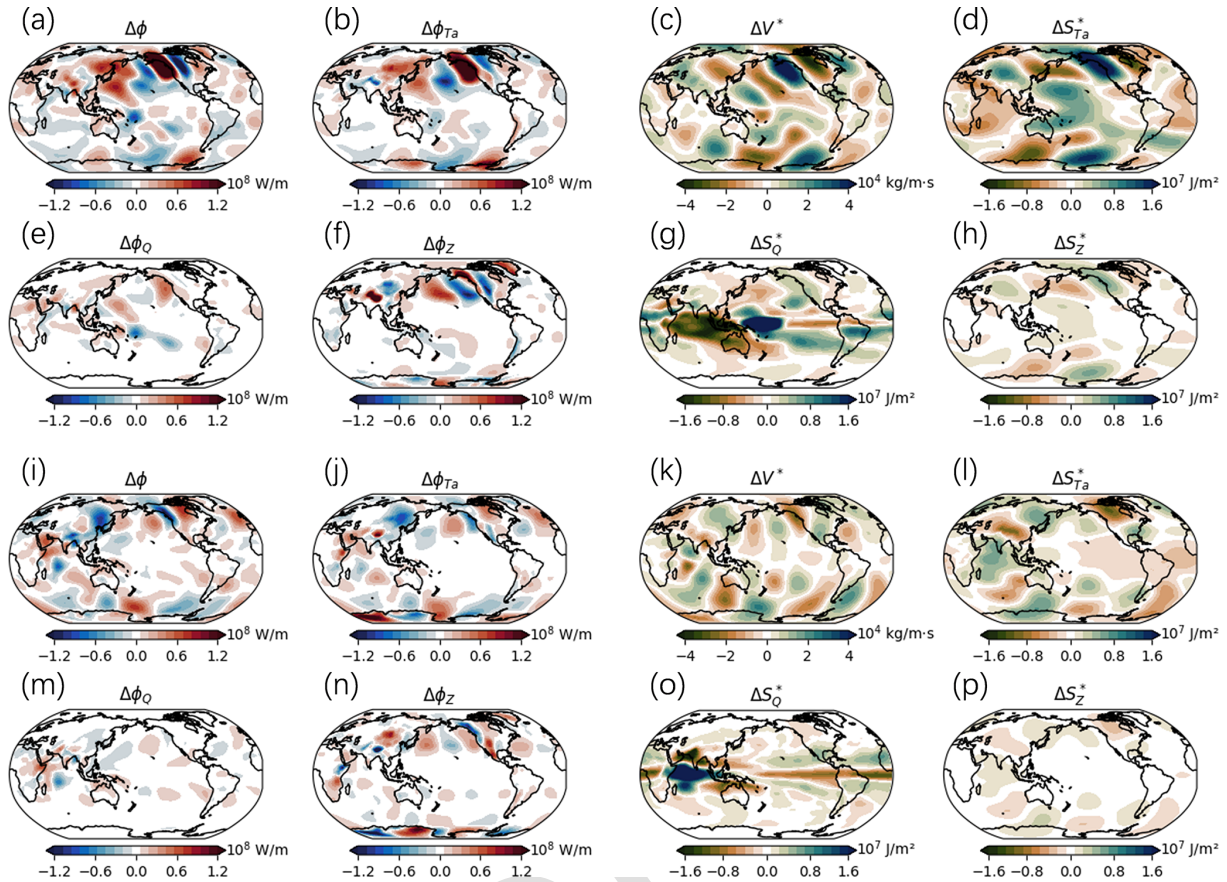 (a) Δϕ (b) Δϕ_Ta (c) ΔV* (d) ΔS*_Ta
10⁸ W/m 10⁸ W/m 10⁴ kg/m·s 10⁷ J/m²
−1.2 −0.6 0.0 0.6 1.2 −1.2 −0.6 0.0 0.6 1.2 −4 −2 0 2 4 −1.6 −0.8 0.0 0.8 1.6
(e) Δϕ_Q (f) Δϕ_Z (g) ΔS*_Q (h) ΔS*_Z
10⁸ W/m 10⁸ W/m 10⁷ J/m² 10⁷ J/m²
−1.2 −0.6 0.0 0.6 1.2 −1.2 −0.6 0.0 0.6 1.2 −1.6 −0.8 0.0 0.8 1.6 −1.6 −0.8 0.0 0.8 1.6
(i) Δϕ (j) Δϕ_Ta (k) ΔV* (l) ΔS*_Ta
10⁸ W/m 10⁸ W/m 10⁴ kg/m·s 10⁷ J/m²
−1.2 −0.6 0.0 0.6 1.2 −1.2 −0.6 0.0 0.6 1.2 −4 −2 0 2 4 −1.6 −0.8 0.0 0.8 1.6
(m) Δϕ_Q (n) Δϕ_Z (o) ΔS*_Q (p) ΔS*_Z
10⁸ W/m 10⁸ W/m 10⁷ J/m² 10⁷ J/m²
−1.2 −0.6 0.0 0.6 1.2 −1.2 −0.6 0.0 0.6 1.2 −1.6 −0.8 0.0 0.8 1.6 −1.6 −0.8 0.0 0.8 1.6